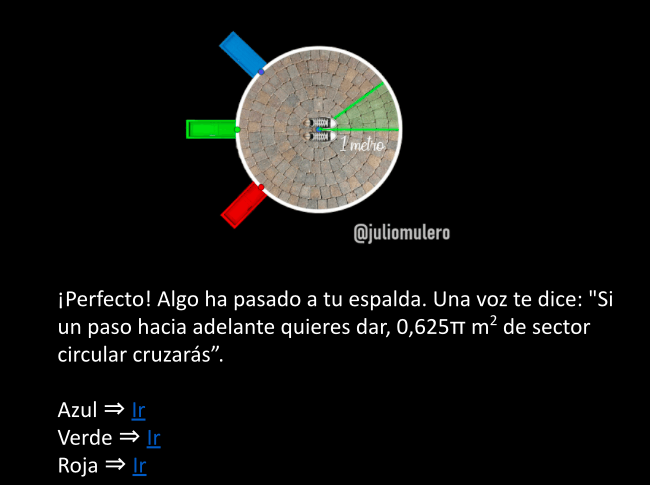 1 metro
@juliomulero
¡Perfecto! Algo ha pasado a tu espalda. Una voz te dice: "Si
un paso hacia adelante quieres dar, 0,625π m² de sector
circular cruzarás”.
Azul ⇒ Ir
Verde ⇒ Ir
Roja ⇒ Ir